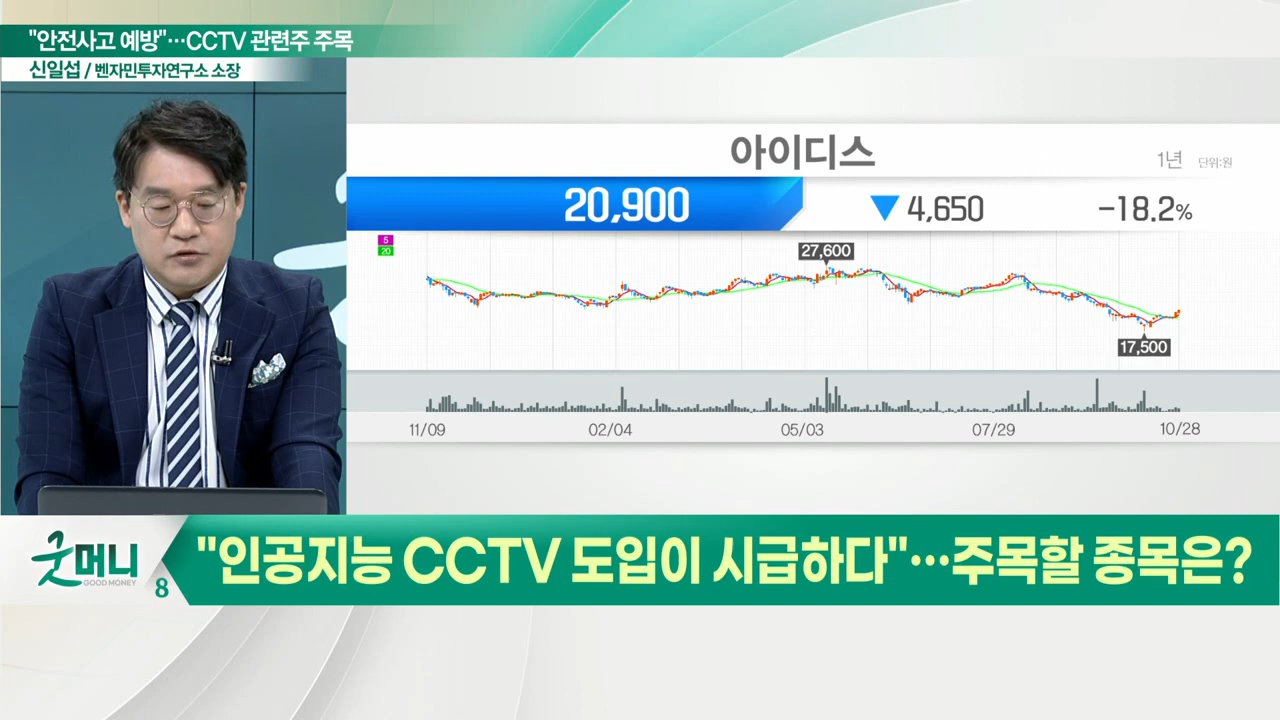 "안전사고 예방"…CCTV 관련주 주목
신일섭 / 벤자민투자연구소 소장
아이디스
1년 단위:원
20,900 ▼ 4,650 -18.2%
5
20
27,600
17,500
11/09 02/04 05/03 07/29 10/28
굿머니
GOOD MONEY
8
"인공지능 CCTV 도입이 시급하다"…주목할 종목은?